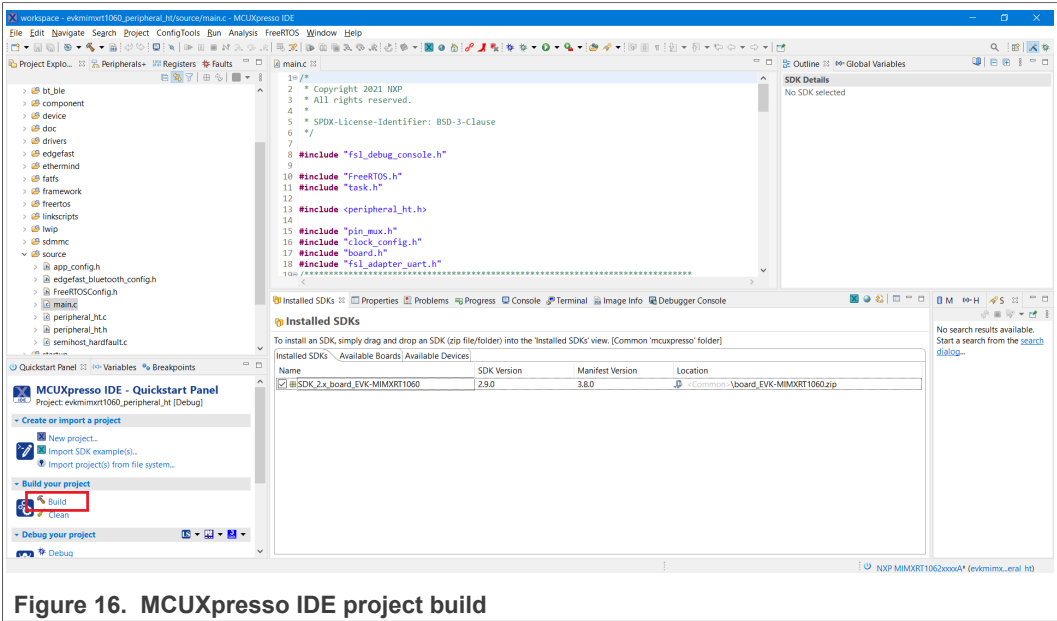 workspace - evkmimxrt1060_peripheral_ht/source/main.c - MCUXpresso IDE
File Edit Navigate Search Project ConfigTools Run Analysis FreeRTOS Window Help
Project Explo... Peripherals+ Registers Faults
bt_ble
component
device
doc
drivers
edgefast
ethermind
fatfs
framework
freertos
linkscripts
lwip
sdmmc
source
app_config.h
edgefast_bluetooth_config.h
FreeRTOSConfig.h
main.c
peripheral_ht.c
peripheral_ht.h
semihost_hardfault.c
startup
main.c
1 /*
2 * Copyright 2021 NXP
3 * All rights reserved.
4 *
5 * SPDX-License-Identifier: BSD-3-Clause
6 */
7
8 #include "fsl_debug_console.h"
9
10 #include "FreeRTOS.h"
11 #include "task.h"
12
13 #include <peripheral_ht.h>
14
15 #include "pin_mux.h"
16 #include "clock_config.h"
17 #include "board.h"
18 #include "fsl_adapter_uart.h"
Outline Global Variables
SDK Details
No SDK selected
Quickstart Panel Variables Breakpoints
MCUXpresso IDE - Quickstart Panel
Project: evkmimxrt1060_peripheral_ht [Debug]
Create or import a project
New project...
Import SDK example(s)...
Import project(s) from file system...
Build your project
Build
Clean
Debug your project
Debug
Installed SDKs Properties Problems Progress Console Terminal Image Info Debugger Console
Installed SDKs
To install an SDK, simply drag and drop an SDK (zip file/folder) into the 'Installed SDKs' view. [Common 'mcuxpresso' folder]
Installed SDKs Available Boards Available Devices
Name SDK Version Manifest Version Location
SDK_2.x_board_EVK-MIMXRT1060 2.9.0 3.8.0 <Common>\board_EVK-MIMXRT1060.zip
M H S
No search results available.
Start a search from the search
dialog...
NXP MIMXRT1062xxxxA* (evkmimx...eral_ht)
Figure 16. MCUXpresso IDE project build